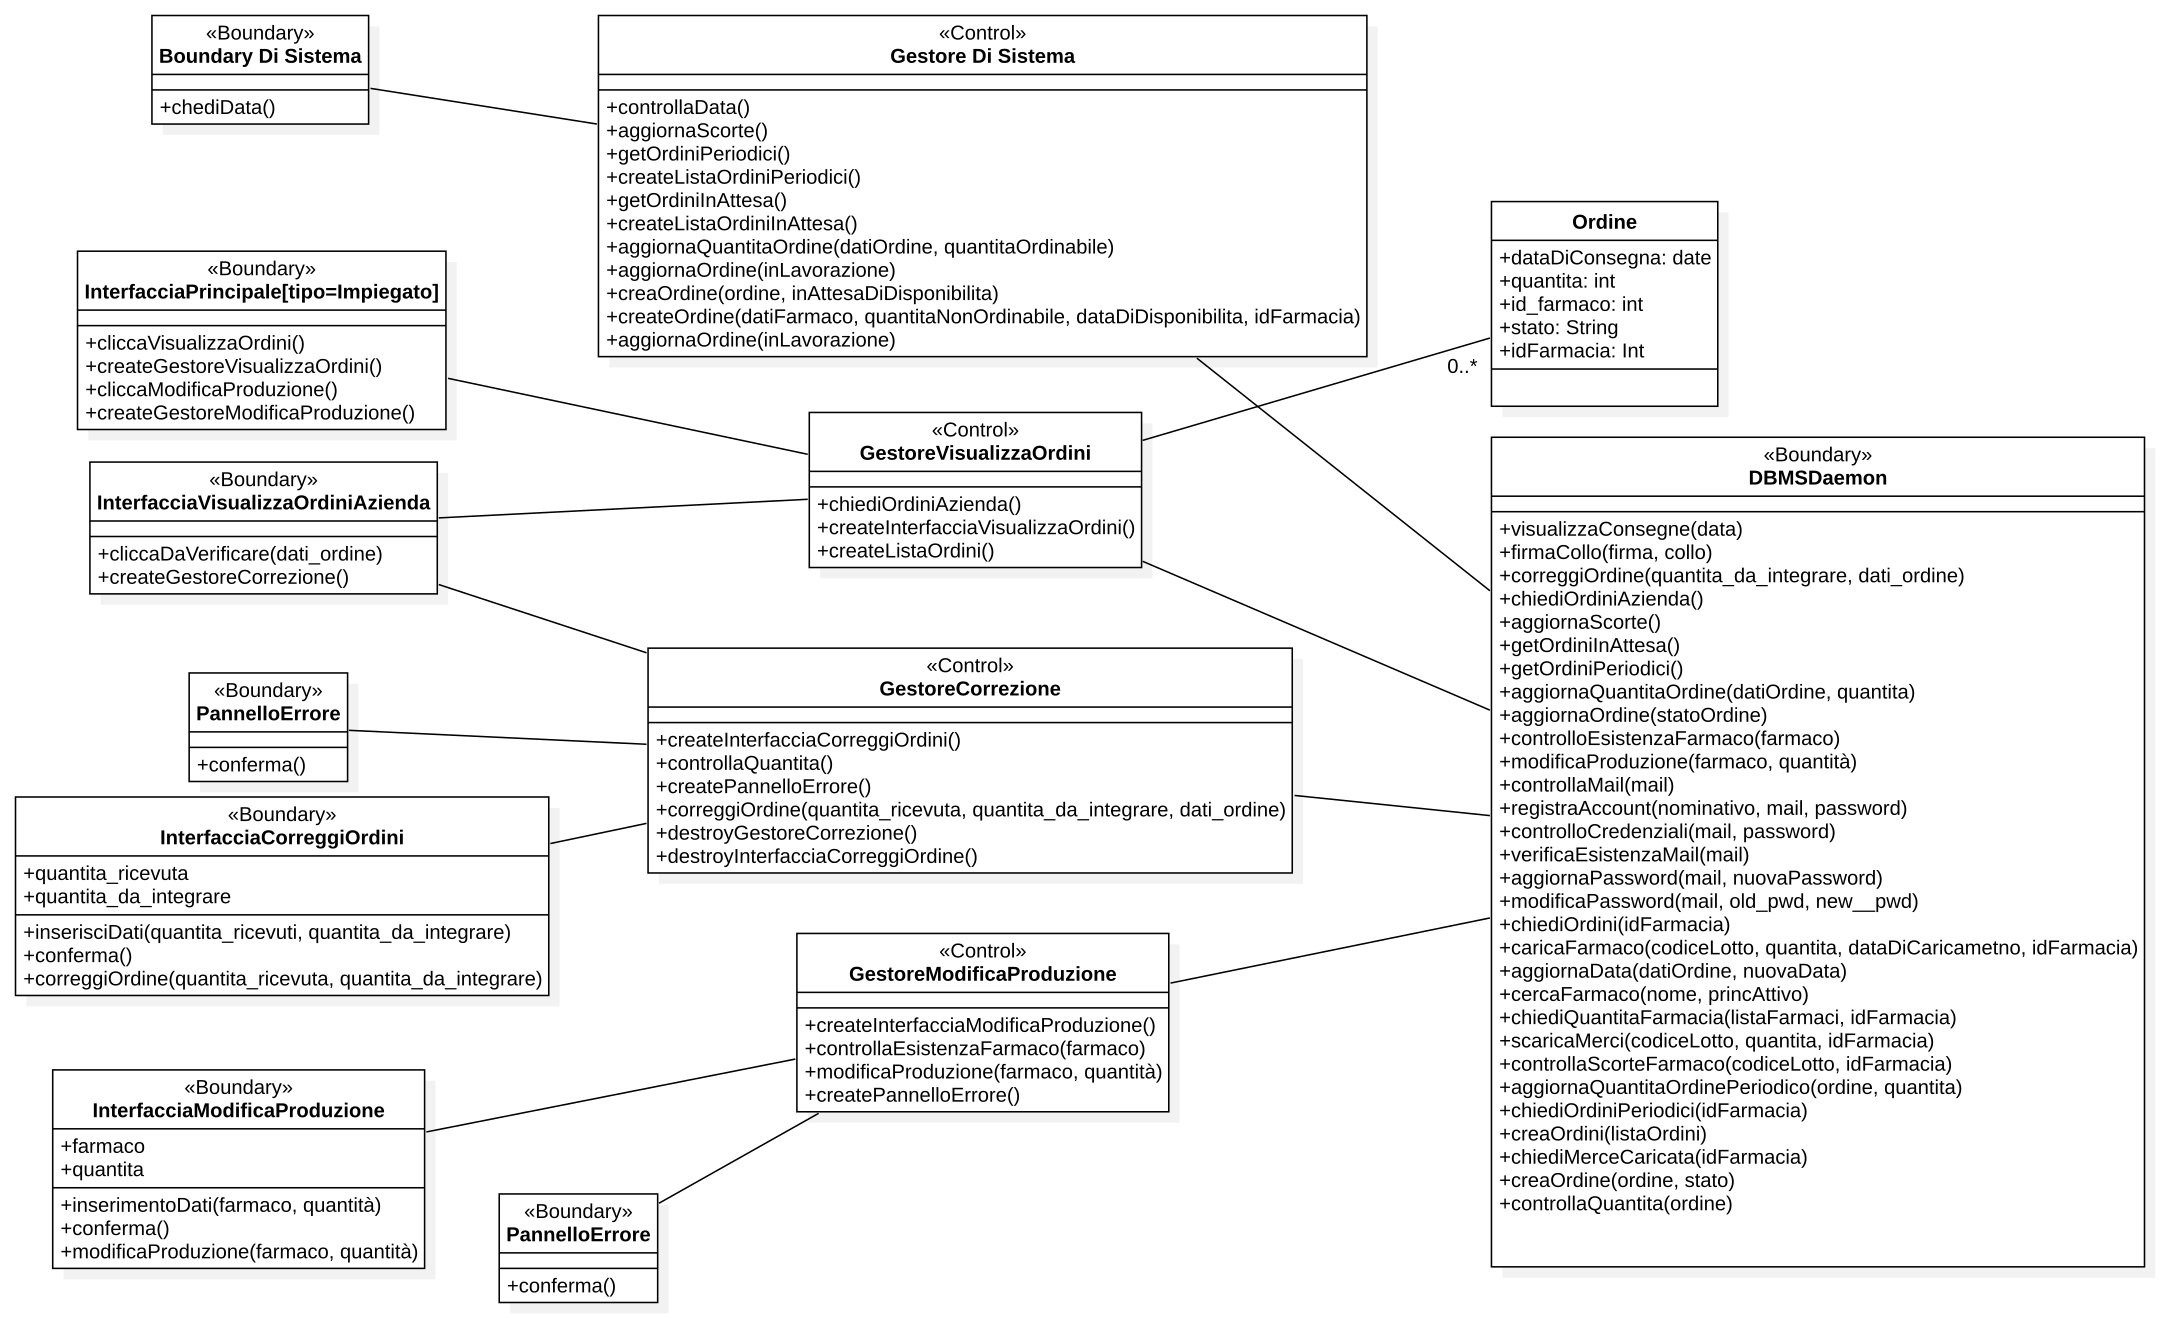 «Boundary»
Boundary Di Sistema
+chediData()
«Control»
Gestore Di Sistema
+controllaData()
+aggiornaScorte()
+getOrdiniPeriodici()
+createListaOrdiniPeriodici()
+getOrdiniInAttesa()
+createListaOrdiniInAttesa()
+aggiornaQuantitaOrdine(datiOrdine, quantitaOrdinabile)
+aggiornaOrdine(inLavorazione)
+creaOrdine(ordine, inAttesaDiDisponibilita)
+createOrdine(datiFarmaco, quantitaNonOrdinabile, dataDiDisponibilita, idFarmacia)
+aggiornaOrdine(inLavorazione)
Ordine
+dataDiConsegna: date
+quantita: int
+id_farmaco: int
+stato: String
+idFarmacia: Int
0..*
«Boundary»
InterfacciaPrincipale[tipo=Impiegato]
+cliccaVisualizzaOrdini()
+createGestoreVisualizzaOrdini()
+cliccaModificaProduzione()
+createGestoreModificaProduzione()
«Control»
GestoreVisualizzaOrdini
+chiediOrdiniAzienda()
+createInterfacciaVisualizzaOrdini()
+createListaOrdini()
«Boundary»
InterfacciaVisualizzaOrdiniAzienda
+cliccaDaVerificare(dati_ordine)
+createGestoreCorrezione()
«Boundary»
DBMSDaemon
+visualizzaConsegne(data)
+firmaCollo(firma, collo)
+correggiOrdine(quantita_da_integrare, dati_ordine)
+chiediOrdiniAzienda()
+aggiornaScorte()
+getOrdiniInAttesa()
+getOrdiniPeriodici()
+aggiornaQuantitaOrdine(datiOrdine, quantita)
+aggiornaOrdine(statoOrdine)
+controlloEsistenzaFarmaco(farmaco)
+modificaProduzione(farmaco, quantità)
+controllaMail(mail)
+registraAccount(nominativo, mail, password)
+controlloCredenziali(mail, password)
+verificaEsistenzaMail(mail)
+aggiornaPassword(mail, nuovaPassword)
+modificaPassword(mail, old_pwd, new__pwd)
+chiediOrdini(idFarmacia)
+caricaFarmaco(codiceLotto, quantita, dataDiCaricametno, idFarmacia)
+aggiornaData(datiOrdine, nuovaData)
+cercaFarmaco(nome, princAttivo)
+chiediQuantitaFarmacia(listaFarmaci, idFarmacia)
+scaricaMerci(codiceLotto, quantita, idFarmacia)
+controllaScorteFarmaco(codiceLotto, idFarmacia)
+aggiornaQuantitaOrdinePeriodico(ordine, quantita)
+chiediOrdiniPeriodici(idFarmacia)
+creaOrdini(listaOrdini)
+chiediMerceCaricata(idFarmacia)
+creaOrdine(ordine, stato)
+controllaQuantita(ordine)
«Control»
GestoreCorrezione
+createInterfacciaCorreggiOrdini()
+controllaQuantita()
+createPannelloErrore()
+correggiOrdine(quantita_ricevuta, quantita_da_integrare, dati_ordine)
+destroyGestoreCorrezione()
+destroyInterfacciaCorreggiOrdine()
«Boundary»
PannelloErrore
+conferma()
«Boundary»
InterfacciaCorreggiOrdini
+quantita_ricevuta
+quantita_da_integrare
+inserisciDati(quantita_ricevuti, quantita_da_integrare)
+conferma()
+correggiOrdine(quantita_ricevuta, quantita_da_integrare)
«Control»
GestoreModificaProduzione
+createInterfacciaModificaProduzione()
+controllaEsistenzaFarmaco(farmaco)
+modificaProduzione(farmaco, quantità)
+createPannelloErrore()
«Boundary»
InterfacciaModificaProduzione
+farmaco
+quantita
+inserimentoDati(farmaco, quantità)
+conferma()
+modificaProduzione(farmaco, quantità)
«Boundary»
PannelloErrore
+conferma()